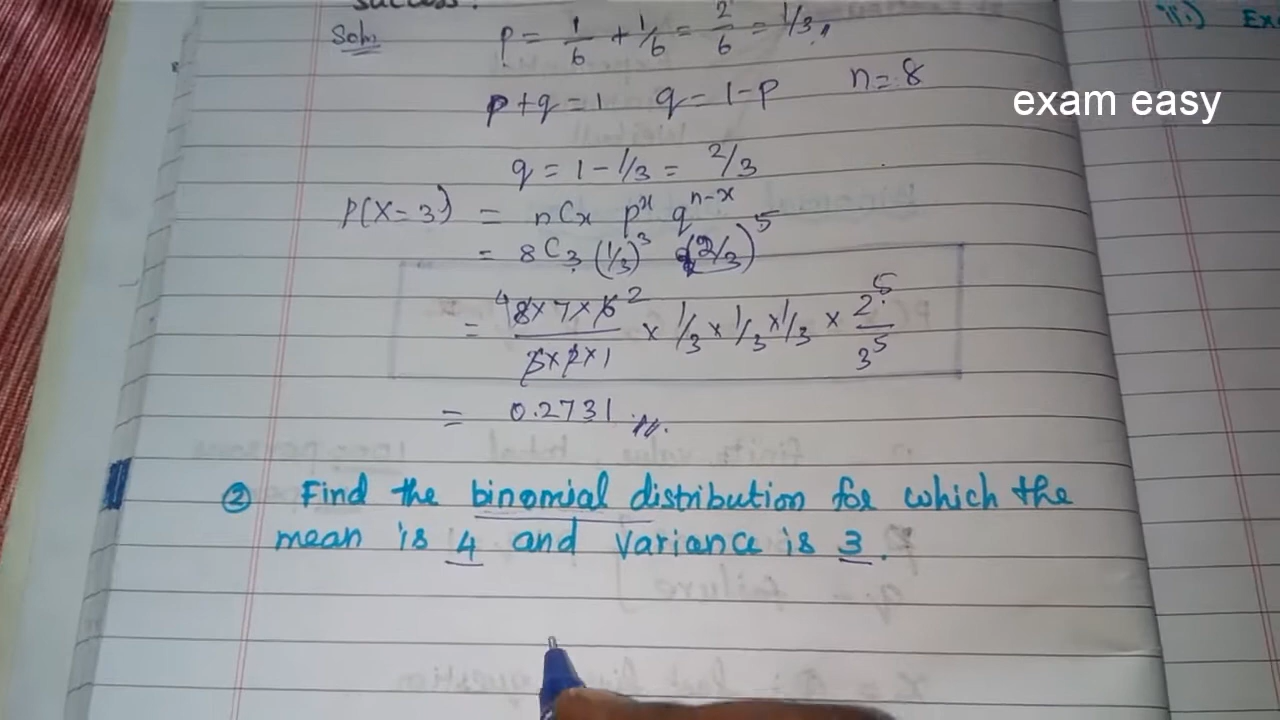 success.
Soln p = 1/6 + 1/6 = 2/6 = 1/3,,
p + q = 1 q = 1 - p n = 8
exam easy
q = 1 - 1/3 = 2/3
P(X = 3) = nCx p^x q^n-x
= 8C3 (1/3)^3 (2/3)^5
= 8 x 7 x 6 / 3 x 2 x 1 x 1/3 x 1/3 x 1/3 x 2^5 / 3^5
= 0.2731
② Find the binomial distribution for which the
mean is 4 and variance is 3.
ii.) Ex